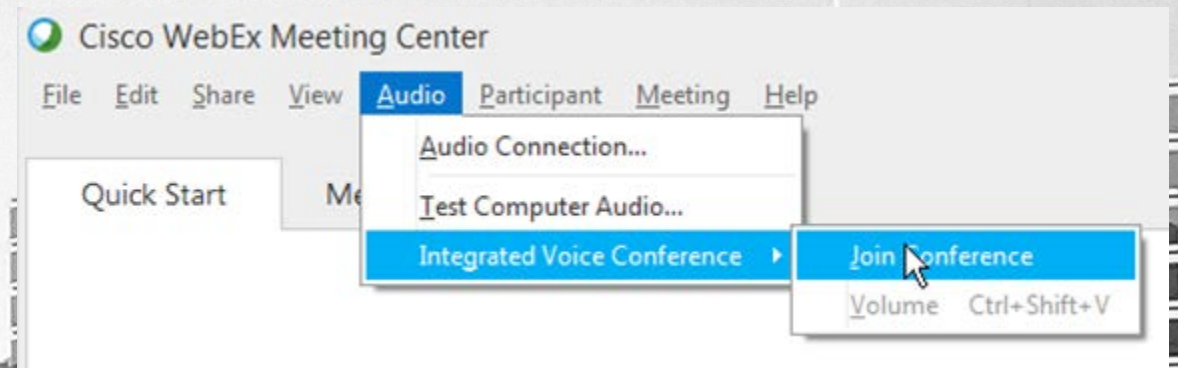 Cisco WebEx Meeting Center
File Edit Share View Audio Participant Meeting Help
Audio Connection...
Quick Start
Test Computer Audio...
Integrated Voice Conference
Join Conference
Volume Ctrl+Shift+V